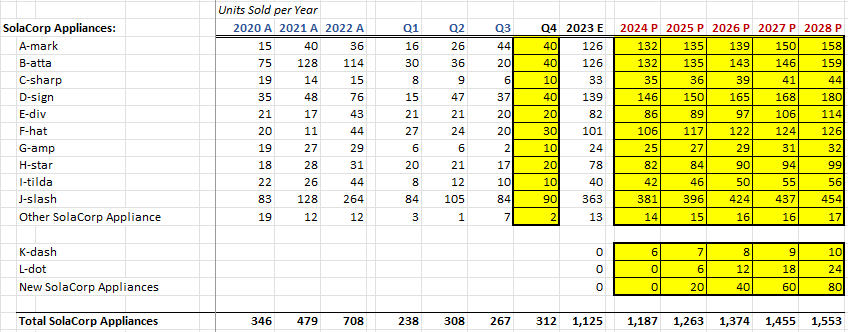 Units Sold per Year
SolaCorp Appliances: 2020 A 2021 A 2022 A Q1 Q2 Q3 Q4 2023 E 2024 P 2025 P 2026 P 2027 P 2028 P
A-mark 15 40 36 16 26 44 40 126 132 135 139 150 158
B-atta 75 128 114 30 36 20 40 126 132 135 143 146 159
C-sharp 19 14 15 8 9 6 10 33 35 36 39 41 44
D-sign 35 48 76 15 47 37 40 139 146 150 165 168 180
E-div 21 17 43 21 21 20 20 82 86 89 97 106 114
F-hat 20 11 44 27 24 20 30 101 106 117 122 124 126
G-amp 19 27 29 6 6 2 10 24 25 27 29 31 32
H-star 18 28 31 20 21 17 20 78 82 84 90 94 99
I-tilda 22 26 44 8 12 10 10 40 42 46 50 55 56
J-slash 83 128 264 84 105 84 90 363 381 396 424 437 454
Other SolaCorp Appliance 19 12 12 3 1 7 2 13 14 15 16 16 17
K-dash 0 6 7 8 9 10
L-dot 0 0 6 12 18 24
New SolaCorp Appliances 0 0 20 40 60 80
Total SolaCorp Appliances 346 479 708 238 308 267 312 1,125 1,187 1,263 1,374 1,455 1,553